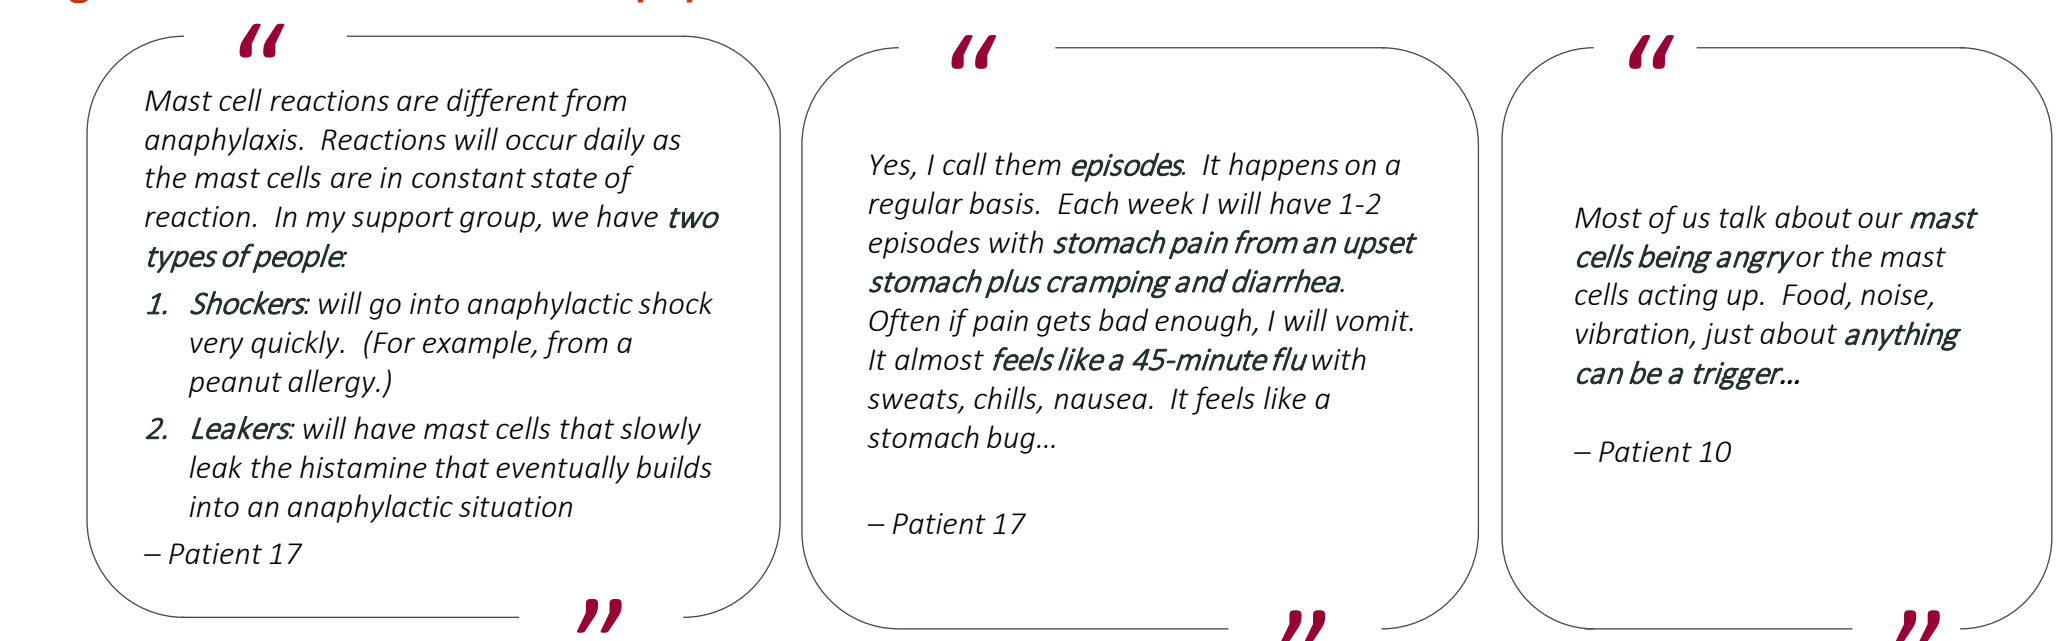 “
Mast cell reactions are different from
anaphylaxis.  Reactions will occur daily as
the mast cells are in constant state of
reaction.  In my support group, we have two
types of people:
1. Shockers: will go into anaphylactic shock
very quickly.  (For example, from a
peanut allergy.)
2. Leakers: will have mast cells that slowly
leak the histamine that eventually builds
into an anaphylactic situation
– Patient 17
”
“
Yes, I call them episodes.  It happens on a
regular basis.  Each week I will have 1-2
episodes with stomach pain from an upset
stomach plus cramping and diarrhea.
Often if pain gets bad enough, I will vomit.
It almost feels like a 45-minute flu with
sweats, chills, nausea.  It feels like a
stomach bug…
– Patient 17
”
“
Most of us talk about our mast
cells being angry or the mast
cells acting up.  Food, noise,
vibration, just about anything
can be a trigger…
– Patient 10
”